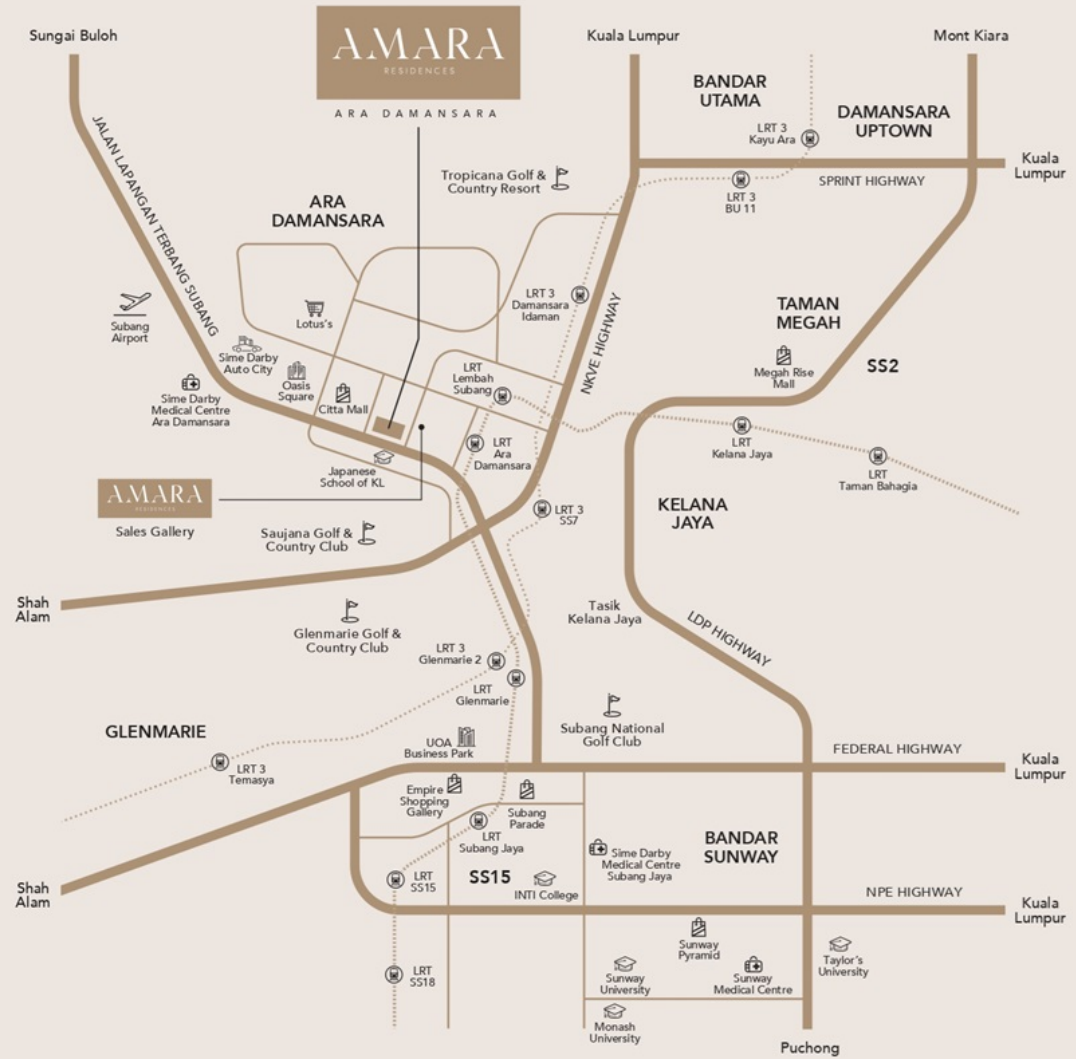 Sungai Buloh
AMARA
RESIDENCES
ARA DAMANSARA
Kuala Lumpur
Mont Kiara
BANDAR
UTAMA
DAMANSARA
UPTOWN
LRT 3
Kayu Ara
Kuala
Lumpur
SPRINT HIGHWAY
LRT 3
BU 11
JALAN LAPANGAN TERBANG SUBANG
Tropicana Golf &
Country Resort
ARA
DAMANSARA
LRT 3
Damansara
Idaman
NKVE HIGHWAY
TAMAN
MEGAH
Subang
Airport
Lotus's
Sime Darby
Auto City
Oasis
Square
Citta Mall
LRT
Lembah
Subang
Megah Rise
Mall
SS2
Sime Darby
Medical Centre
Ara Damansara
LRT
Ara
Damansara
LRT
Kelana Jaya
LRT
Taman Bahagia
Japanese
School of KL
AMARA
RESIDENCES
Sales Gallery
Saujana Golf &
Country Club
LRT 3
SS7
KELANA
JAYA
Shah
Alam
Glenmarie Golf &
Country Club
Tasik
Kelana Jaya
LDP HIGHWAY
LRT 3
Glenmarie 2
LRT
Glenmarie
GLENMARIE
Subang National
Golf Club
UOA
Business Park
FEDERAL HIGHWAY
Kuala
Lumpur
LRT 3
Temasya
Empire
Shopping
Gallery
Subang
Parade
LRT
Subang Jaya
BANDAR
SUNWAY
Sime Darby
Medical Centre
Subang Jaya
LRT
SS15
SS15
INTI College
NPE HIGHWAY
Shah
Alam
Kuala
Lumpur
Sunway
Pyramid
Taylor's
University
LRT
SS18
Sunway
University
Sunway
Medical Centre
Monash
University
Puchong